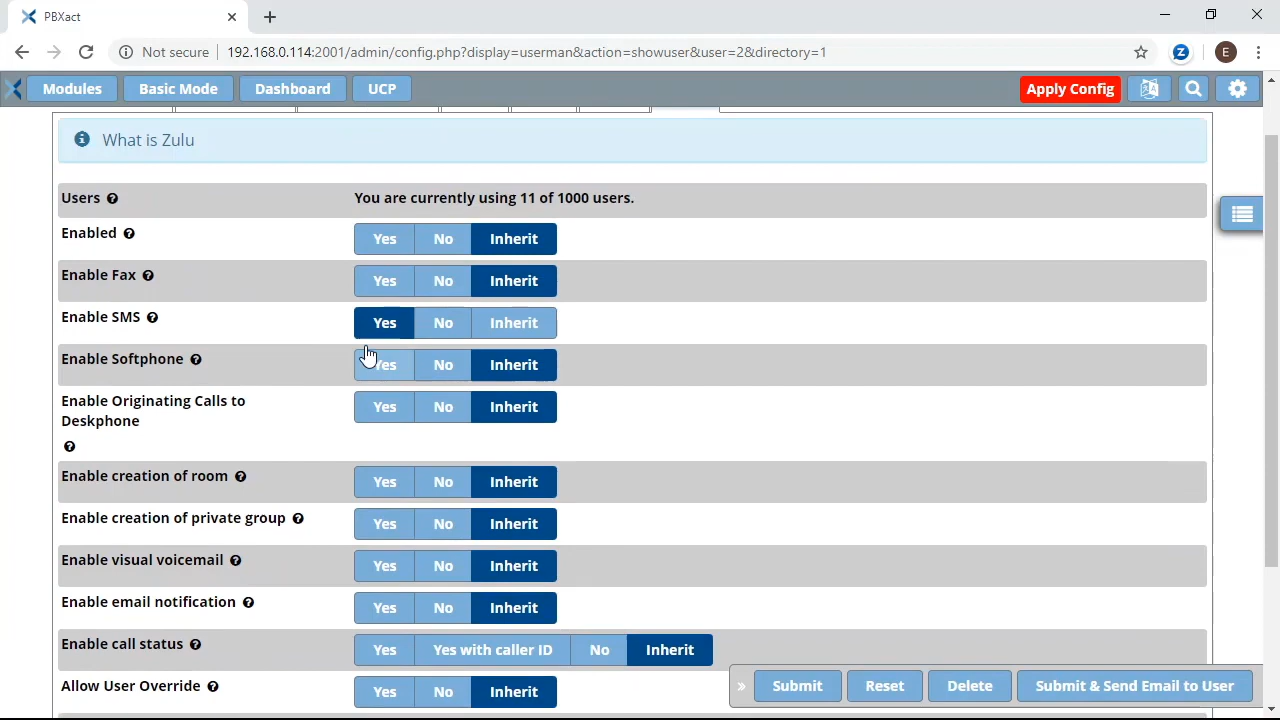 PBXact
Not secure 192.168.0.114:2001/admin/config.php?display=userman&action=showuser&user=2&directory=1
Z
E
Modules Basic Mode Dashboard UCP Apply Config
What is Zulu
Users You are currently using 11 of 1000 users.
Enabled Yes No Inherit
Enable Fax Yes No Inherit
Enable SMS Yes No Inherit
Enable Softphone Yes No Inherit
Enable Originating Calls to Yes No Inherit
Deskphone
Enable creation of room Yes No Inherit
Enable creation of private group Yes No Inherit
Enable visual voicemail Yes No Inherit
Enable email notification Yes No Inherit
Enable call status Yes Yes with caller ID No Inherit
Allow User Override Yes No Inherit
» Submit Reset Delete Submit & Send Email to User